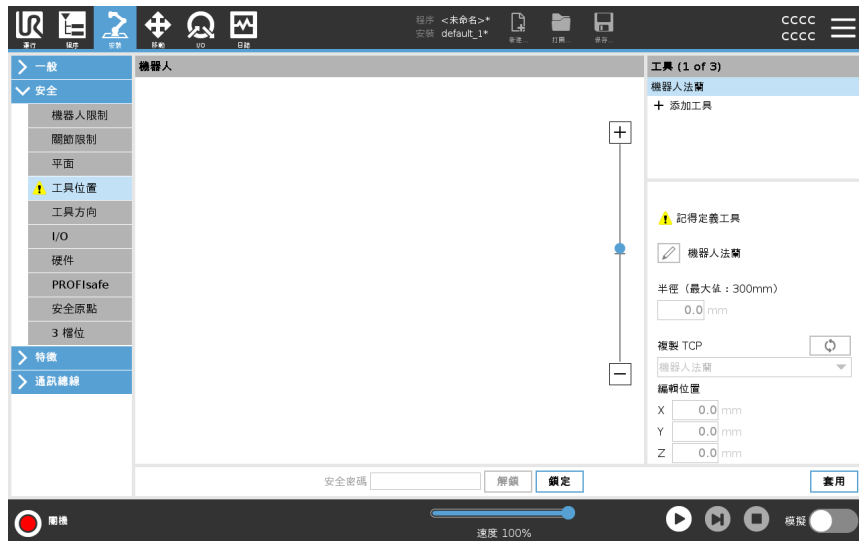 程序 <未命名>*
安裝 default_1*
新建...
打開...
保存...
cccc
cccc
運行
程序
安裝
移動
I/O
日誌
一般
安全
機器人限制
關節限制
平面
工具位置
工具方向
I/O
硬件
PROFIsafe
安全原點
3 檔位
特徵
通訊總線
機器人
工具 (1 of 3)
機器人法蘭
添加工具
記得定義工具
機器人法蘭
半徑（最大值：300mm）
0.0 mm
複製 TCP
機器人法蘭
編輯位置
X 0.0 mm
Y 0.0 mm
Z 0.0 mm
安全密碼
解鎖
鎖定
套用
關機
速度 100%
模擬